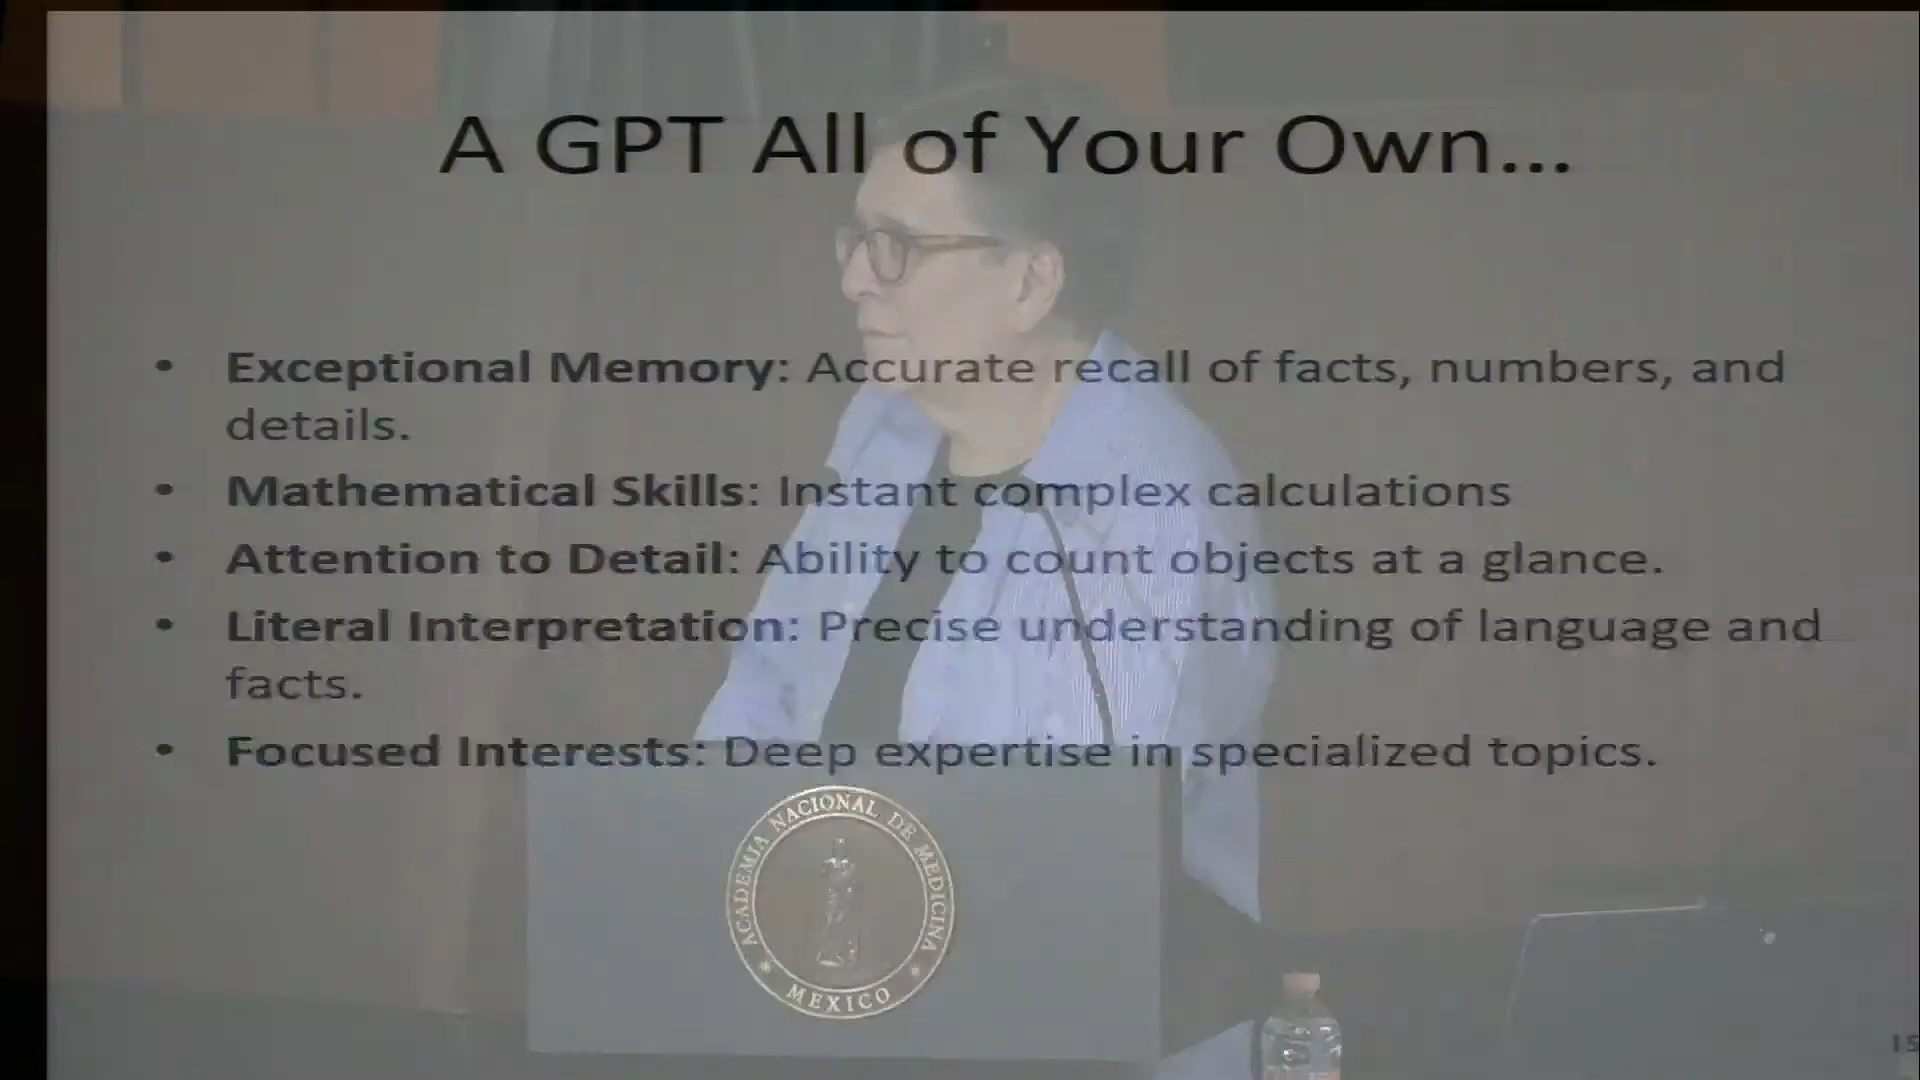 A GPT All of Your Own...
• Exceptional Memory: Accurate recall of facts, numbers, and
details.
• Mathematical Skills: Instant complex calculations
• Attention to Detail: Ability to count objects at a glance.
• Literal Interpretation: Precise understanding of language and
facts.
• Focused Interests: Deep expertise in specialized topics.
ACADEMIA NACIONAL DE MEDICINA
MEXICO
15